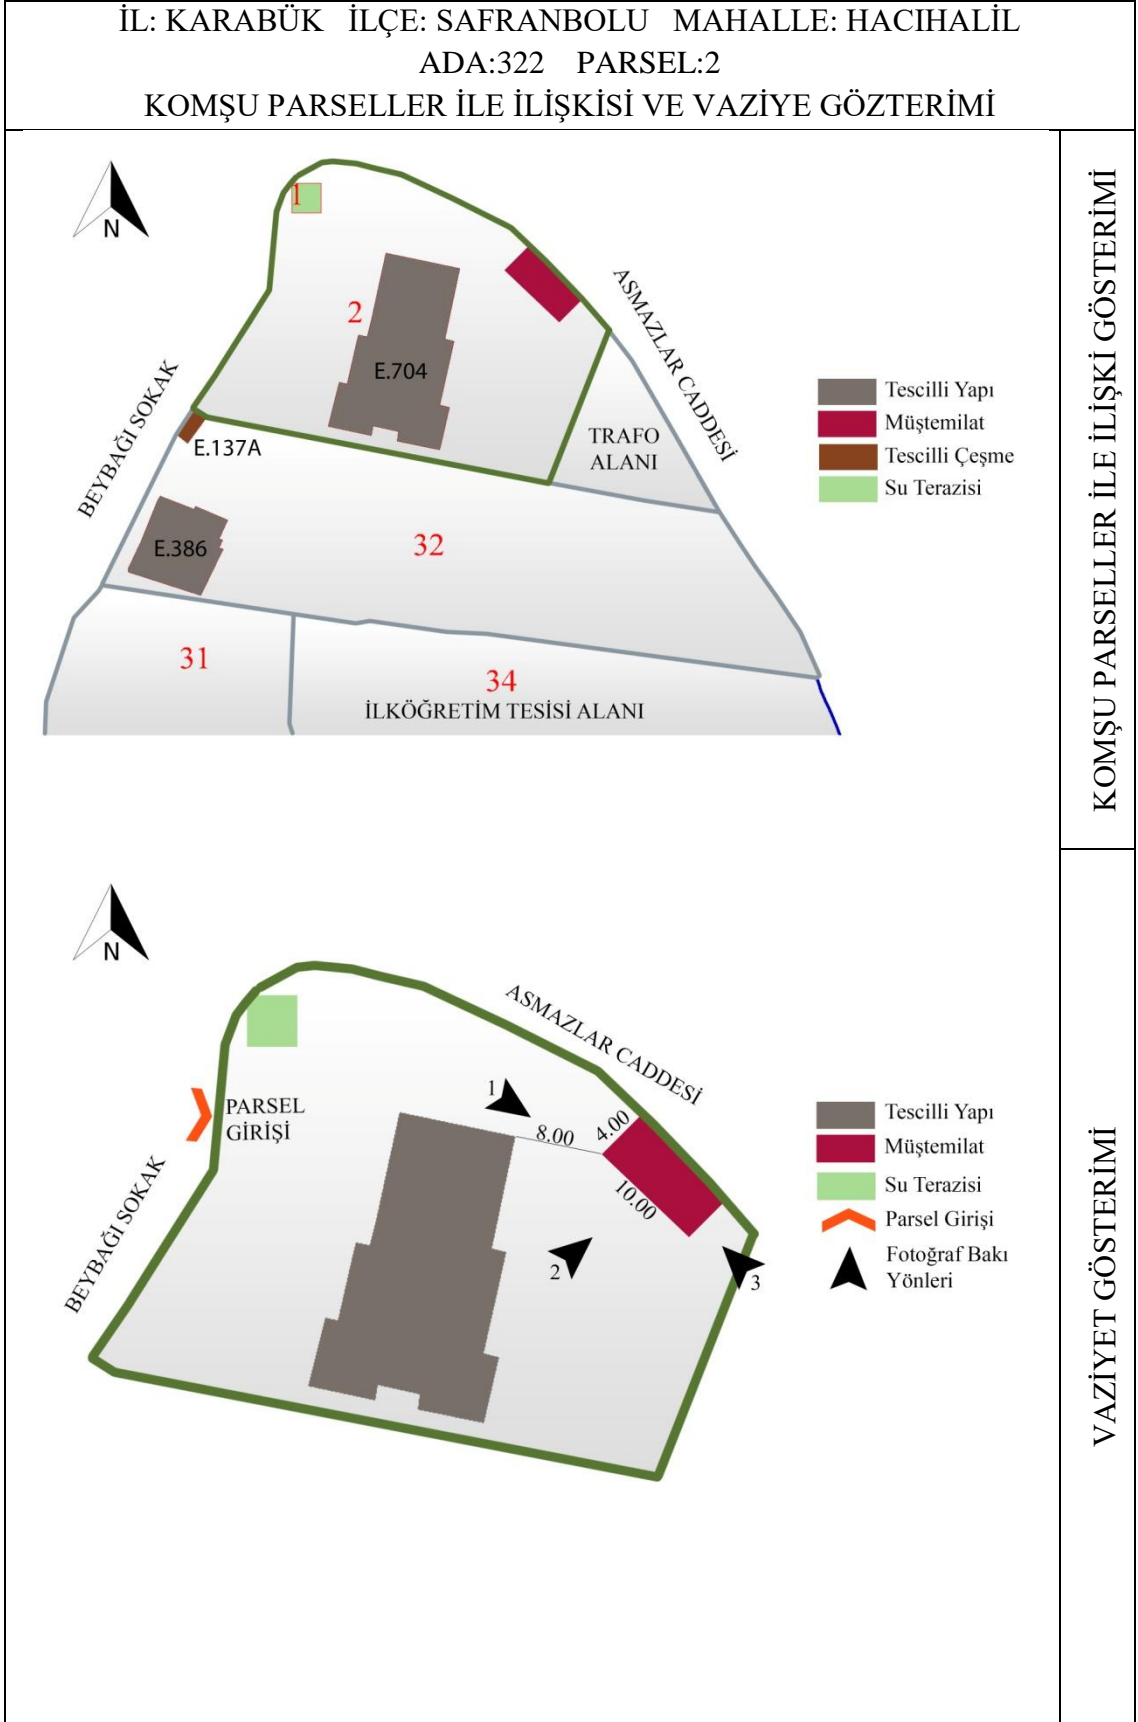 İL: KARABÜK İLÇE: SAFRANBOLU MAHALLE: HACIHALİL
ADA:322 PARSEL:2
KOMŞU PARSELLER İLE İLİŞKİSİ VE VAZİYE GÖZTERİMİ
KOMŞU PARSELLER İLE İLİŞKİ GÖSTERİMİ
N
1
2
E.704
ASMAZLAR CADDESİ
BEYBAĞI SOKAK
E.137A
TRAFO
ALANI
E.386
32
31
34
İLKÖĞRETİM TESİSİ ALANI
Tescilli Yapı
Müştemilat
Tescilli Çeşme
Su Terazisi
VAZİYET GÖSTERİMİ
N
ASMAZLAR CADDESİ
PARSEL
GİRİŞİ
BEYBAĞI SOKAK
1
8.00
4.00
10.00
2
3
Tescilli Yapı
Müştemilat
Su Terazisi
Parsel Girişi
Fotoğraf Bakı
Yönleri